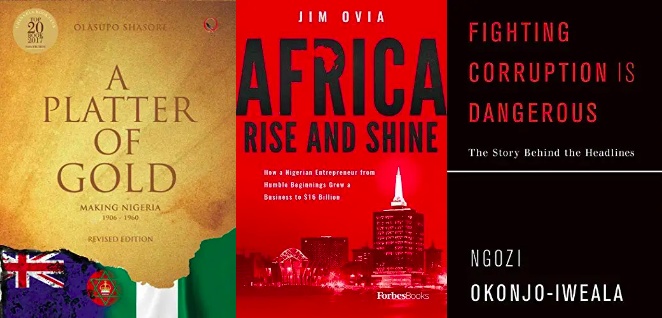 TOP
20
BOOK
2017
OLASUPO SHASORE
A
PLATTER
OF
GOLD
MAKING NIGERIA
1906 - 1960
REVISED EDITION
JIM OVIA
AFRICA
RISE AND SHINE
How a Nigerian Entrepreneur from
Humble Beginnings Grew a
Business to $16 Billion
ForbesBooks
FIGHTING
CORRUPTION IS
DANGEROUS
The Story Behind the Headlines
NGOZI
OKONJO-IWEALA